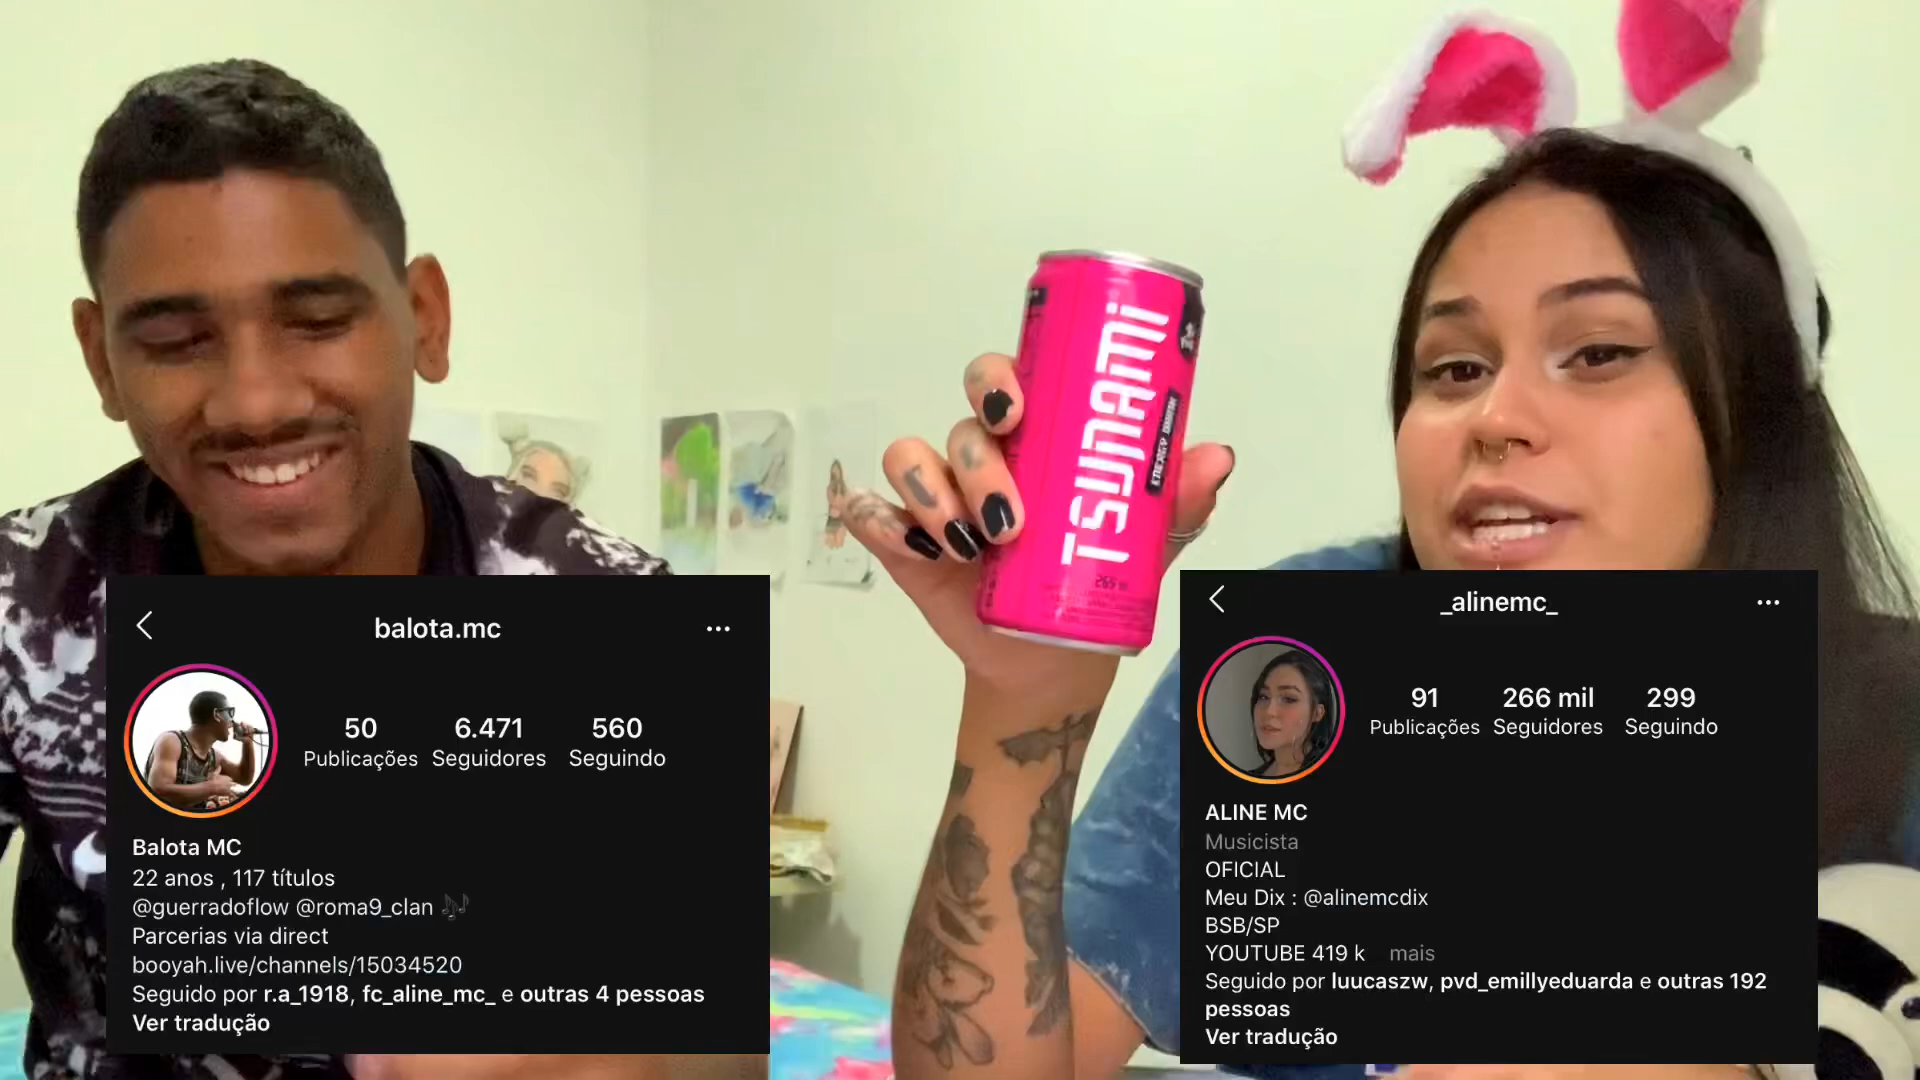 TSUNAMI
ENERGY DRINK
balota.mc
50
6.471
560
Publicações
Seguidores
Seguindo
Balota MC
22 anos , 117 títulos
@guerradoflow @roma9_clan 🎶
Parcerias via direct
booyah.live/channels/15034520
Seguido por r.a_1918, fc_aline_mc_ e outras 4 pessoas
Ver tradução
_alinemc_
91
266 mil
299
Publicações
Seguidores
Seguindo
ALINE MC
Musicista
OFICIAL
Meu Dix : @alinemcdix
BSB/SP
YOUTUBE 419 k mais
Seguido por luucaszw, pvd_emillyeduarda e outras 192
pessoas
Ver tradução